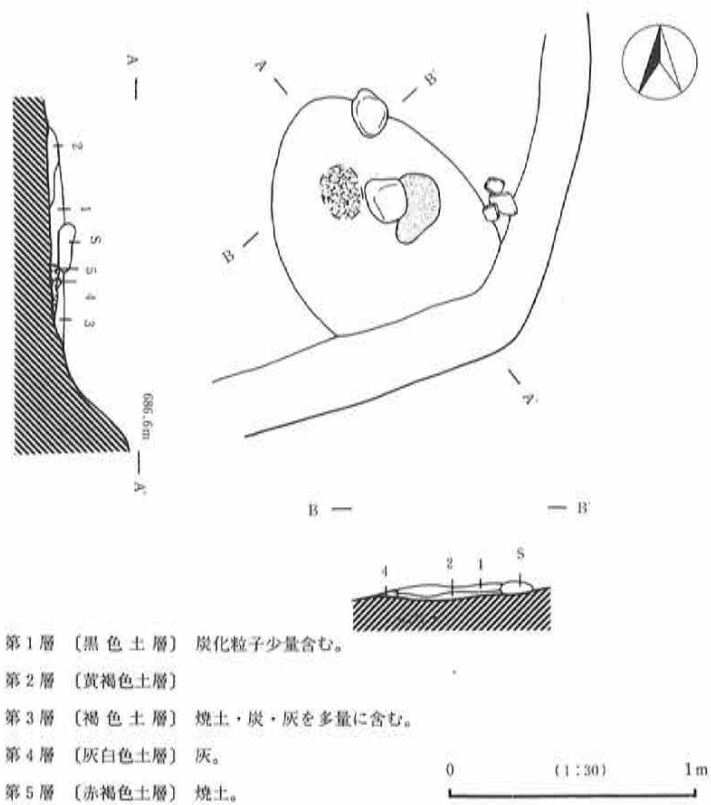 A
B'
A
2
1
S
5
4
3
B
686.6m
A'
A'
B
B'
4
2
1
S
第1層 〔黒色土層〕 炭化粒子少量含む。
第2層 〔黄褐色土層〕
第3層 〔褐色土層〕 焼土・炭・灰を多量に含む。
第4層 〔灰白色土層〕 灰。
第5層 〔赤褐色土層〕 焼土。
0 (1:30) 1m